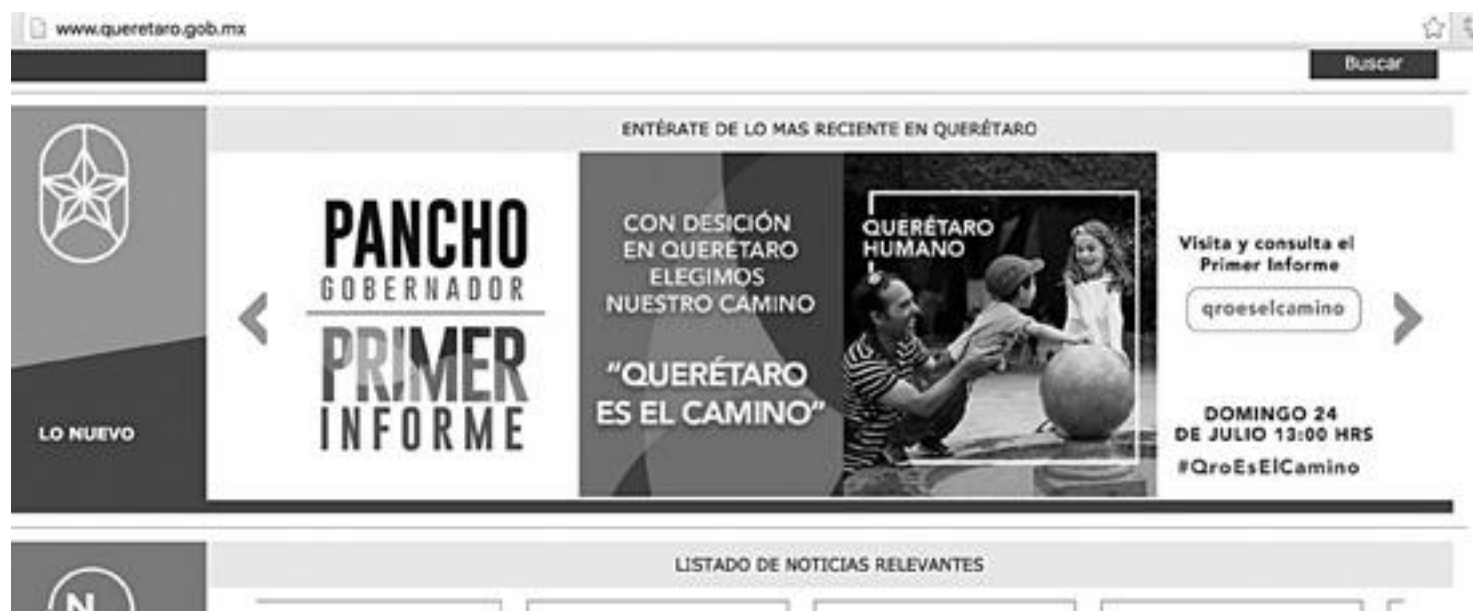 www.queretaro.gob.mx
Buscar
ENTÉRATE DE LO MAS RECIENTE EN QUERÉTARO
LO NUEVO
PANCHO
GOBERNADOR
PRIMER
INFORME
CON DESICIÓN
EN QUERÉTARO
ELEGIMOS
NUESTRO CAMINO
"QUERÉTARO
ES EL CAMINO"
QUERÉTARO
HUMANO
Visita y consulta el
Primer Informe
qroeselcamino
DOMINGO 24
DE JULIO 13:00 HRS
#QroEsElCamino
LISTADO DE NOTICIAS RELEVANTES
N